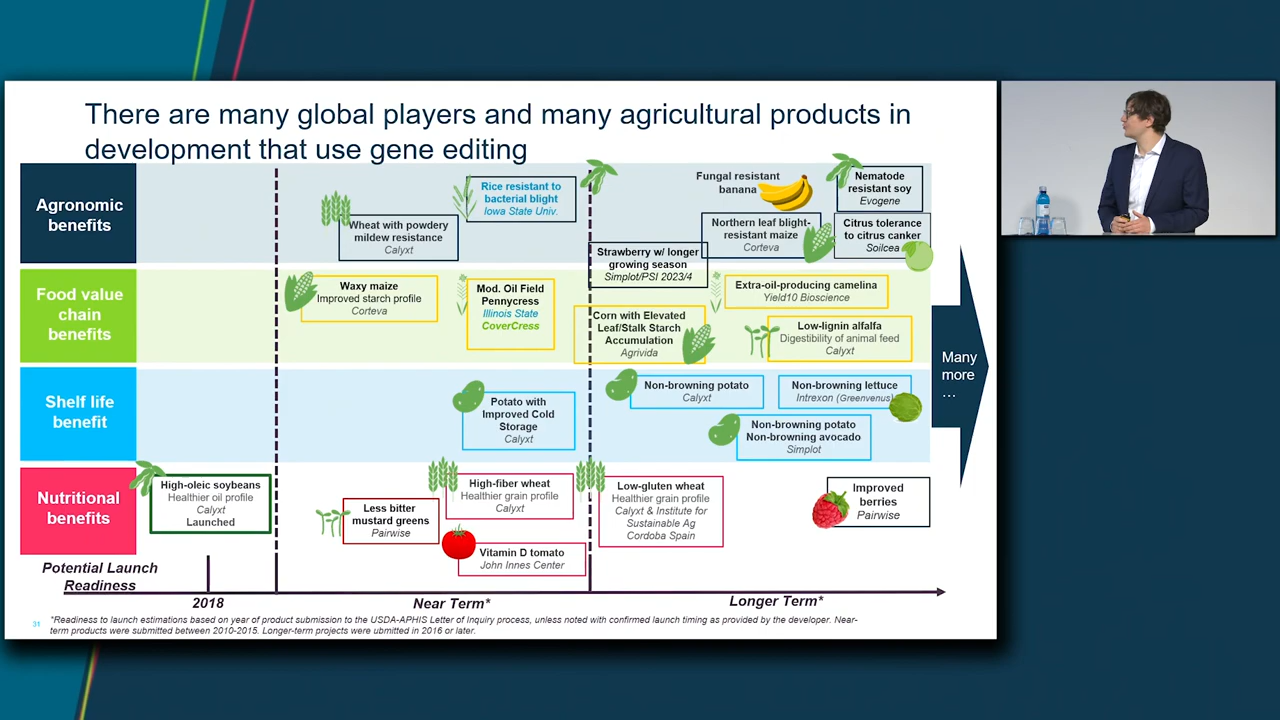 There are many global players and many agricultural products in
development that use gene editing
Agronomic
benefits
Wheat with powdery
mildew resistance
Calyxt
Rice resistant to
bacterial blight
Iowa State Univ.
Fungal resistant
banana
Nematode
resistant soy
Evogene
Northern leaf blight-
resistant maize
Corteva
Citrus tolerance
to citrus canker
Soilcea
Strawberry w/ longer
growing season
Simplot/PSI 2023/4
Food value
chain
benefits
Waxy maize
Improved starch profile
Corteva
Mod. Oil Field
Pennycress
Illinois State
CoverCress
Corn with Elevated
Leaf/Stalk Starch
Accumulation
Agrivida
Extra-oil-producing camelina
Yield10 Bioscience
Low-lignin alfalfa
Digestibility of animal feed
Calyxt
Many
more
...
Shelf life
benefit
Potato with
Improved Cold
Storage
Calyxt
Non-browning potato
Calyxt
Non-browning lettuce
Intrexon (Greenvenus)
Non-browning potato
Non-browning avocado
Simplot
Nutritional
benefits
High-oleic soybeans
Healthier oil profile
Calyxt
Launched
Less bitter
mustard greens
Pairwise
High-fiber wheat
Healthier grain profile
Calyxt
Vitamin D tomato
John Innes Center
Low-gluten wheat
Healthier grain profile
Calyxt & Institute for
Sustainable Ag
Cordoba Spain
Improved
berries
Pairwise
Potential Launch
Readiness
2018
Near Term*
Longer Term*
31
*Readiness to launch estimations based on year of product submission to the USDA-APHIS Letter of Inquiry process, unless noted with confirmed launch timing as provided by the developer. Near-
term products were submitted between 2010-2015. Longer-term projects were ubmitted in 2016 or later.